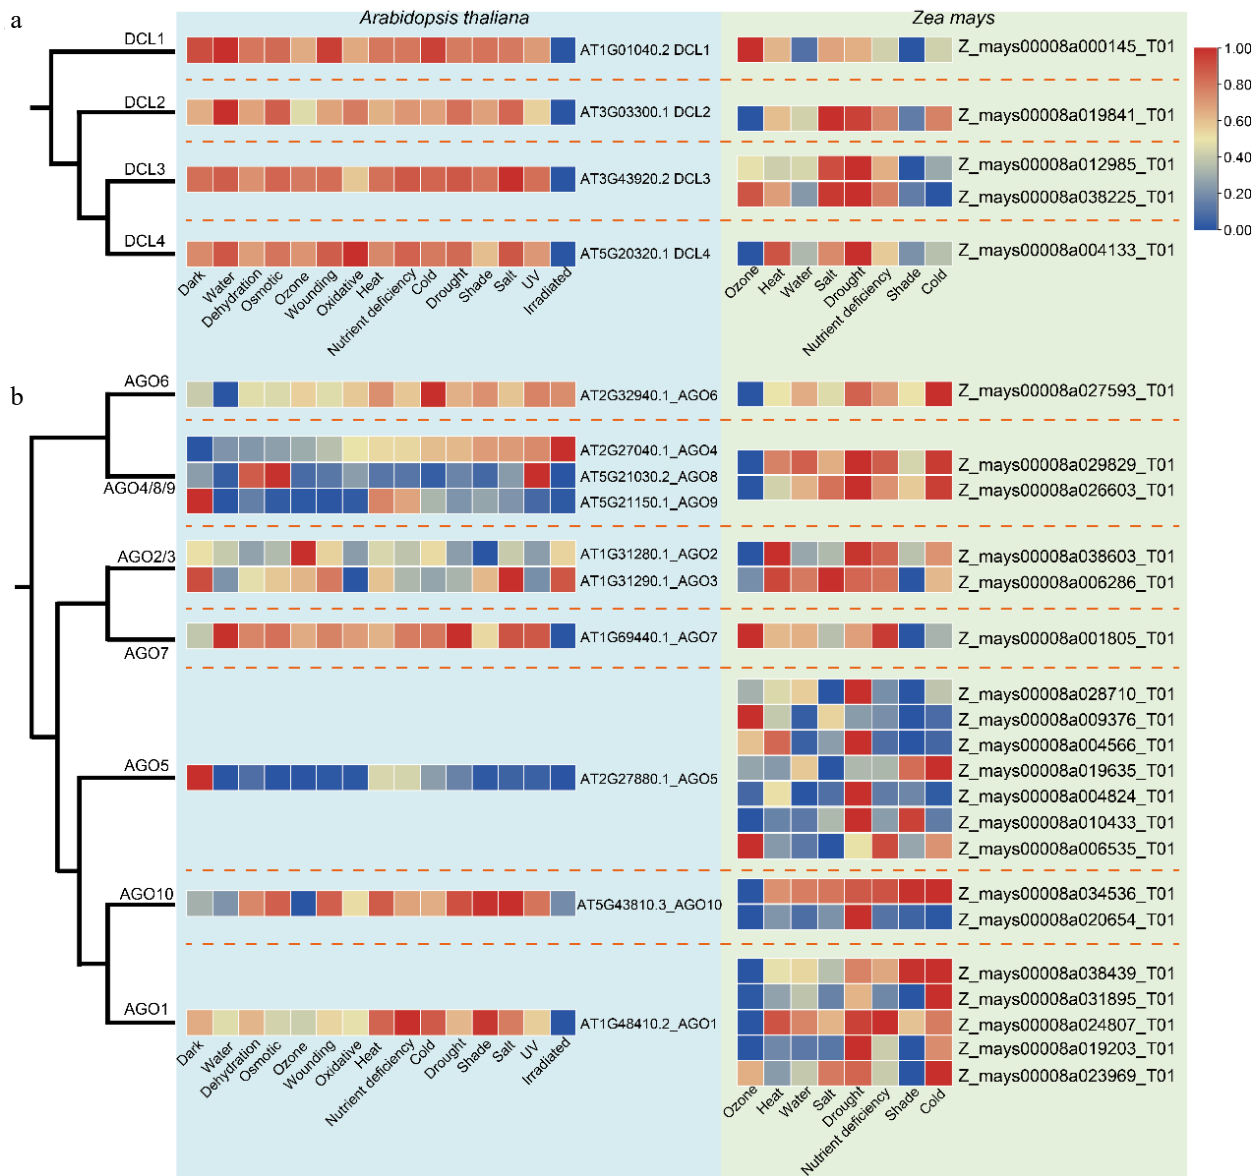 a
Arabidopsis thaliana
Zea mays
DCL1
AT1G01040.2 DCL1
Z_mays00008a000145_T01
DCL2
AT3G03300.1 DCL2
Z_mays00008a019841_T01
DCL3
AT3G43920.2 DCL3
Z_mays00008a012985_T01
Z_mays00008a038225_T01
DCL4
AT5G20320.1 DCL4
Z_mays00008a004133_T01
1.00
0.80
0.60
0.40
0.20
0.00
Dark
Water
Dehydration
Osmotic
Ozone
Wounding
Oxidative
Heat
Nutrient deficiency
Cold
Drought
Shade
Salt
UV
Irradiated
Ozone
Heat
Water
Salt
Drought
Nutrient deficiency
Shade
Cold
b
AGO6
AT2G32940.1_AGO6
Z_mays00008a027593_T01
AGO4/8/9
AT2G27040.1_AGO4
AT5G21030.2_AGO8
AT5G21150.1_AGO9
Z_mays00008a029829_T01
Z_mays00008a026603_T01
AGO2/3
AT1G31280.1_AGO2
AT1G31290.1_AGO3
Z_mays00008a038603_T01
Z_mays00008a006286_T01
AGO7
AT1G69440.1_AGO7
Z_mays00008a001805_T01
AGO5
AT2G27880.1_AGO5
Z_mays00008a028710_T01
Z_mays00008a009376_T01
Z_mays00008a004566_T01
Z_mays00008a019635_T01
Z_mays00008a004824_T01
Z_mays00008a010433_T01
Z_mays00008a006535_T01
AGO10
AT5G43810.3_AGO10
Z_mays00008a034536_T01
Z_mays00008a020654_T01
AGO1
AT1G48410.2_AGO1
Z_mays00008a038439_T01
Z_mays00008a031895_T01
Z_mays00008a024807_T01
Z_mays00008a019203_T01
Z_mays00008a023969_T01
Dark
Water
Dehydration
Osmotic
Ozone
Wounding
Oxidative
Heat
Nutrient deficiency
Cold
Drought
Shade
Salt
UV
Irradiated
Ozone
Heat
Water
Salt
Drought
Nutrient deficiency
Shade
Cold